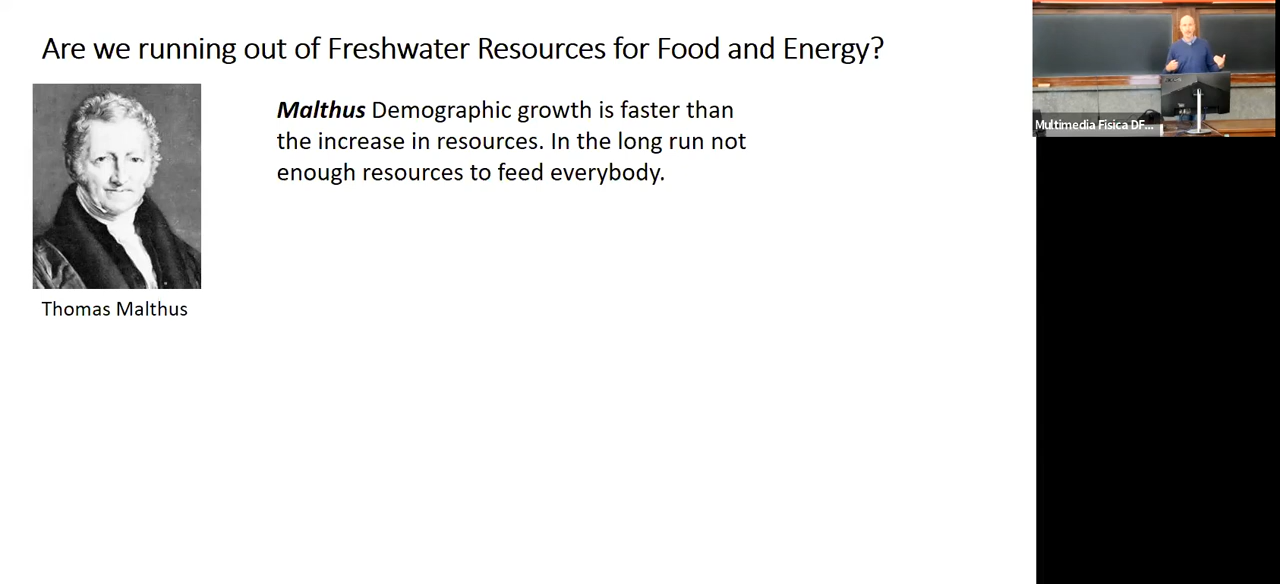 Are we running out of Freshwater Resources for Food and Energy?
Malthus Demographic growth is faster than
the increase in resources. In the long run not
enough resources to feed everybody.
Thomas Malthus
Multimedia Fisica DF...